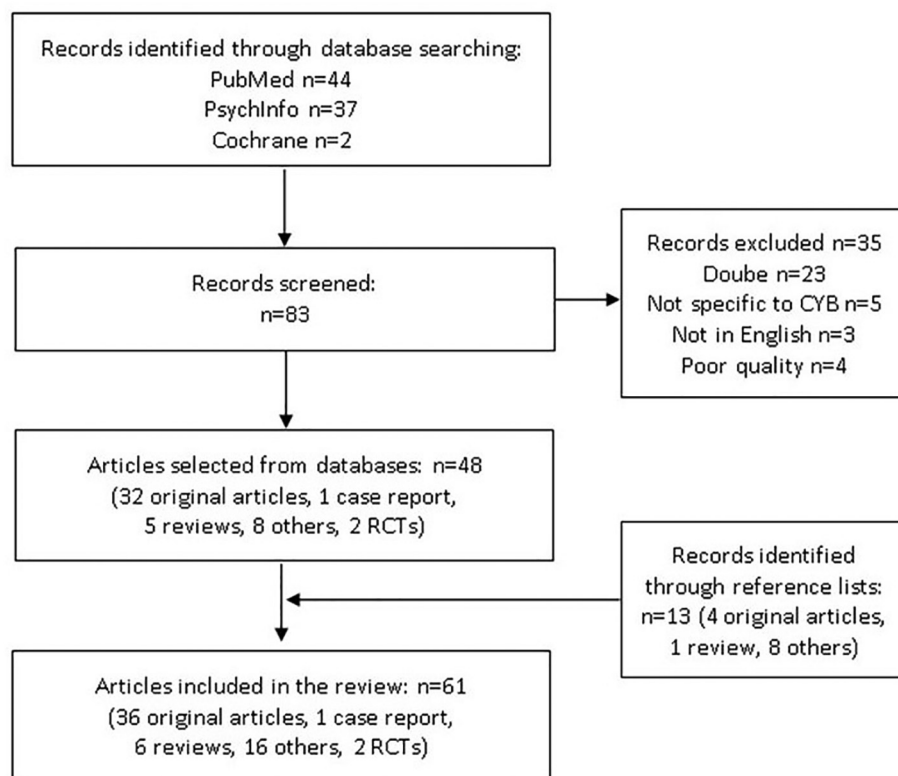 Records identified through database searching:
PubMed n=44
PsychInfo n=37
Cochrane n=2
Records screened:
n=83
Records excluded n=35
Doube n=23
Not specific to CYB n=5
Not in English n=3
Poor quality n=4
Articles selected from databases: n=48
(32 original articles, 1 case report,
5 reviews, 8 others, 2 RCTs)
Records identified
through reference lists:
n=13 (4 original articles,
1 review, 8 others)
Articles included in the review: n=61
(36 original articles, 1 case report,
6 reviews, 16 others, 2 RCTs)